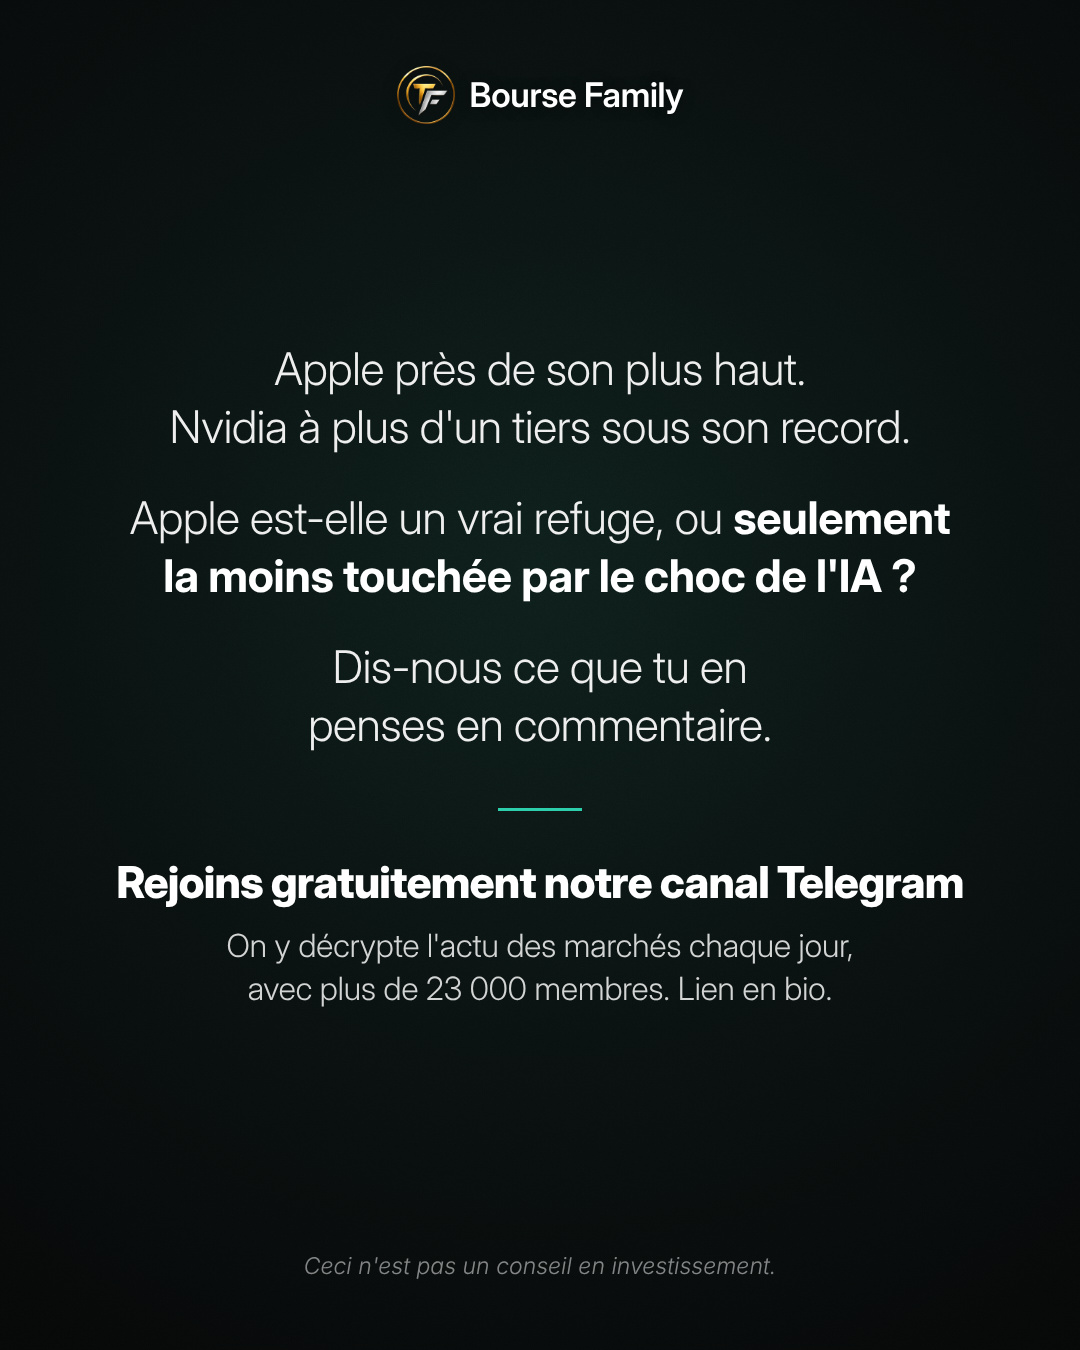 TF Bourse Family
Apple près de son plus haut.
Nvidia à plus d'un tiers sous son record.
Apple est-elle un vrai refuge, ou seulement
la moins touchée par le choc de l'IA ?
Dis-nous ce que tu en
penses en commentaire.
Rejoins gratuitement notre canal Telegram
On y décrypte l'actu des marchés chaque jour,
avec plus de 23 000 membres. Lien en bio.
Ceci n'est pas un conseil en investissement.